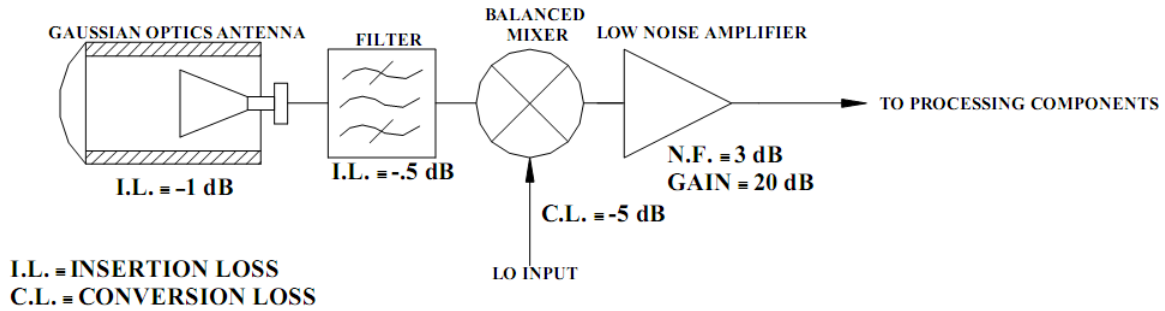 GAUSSIAN OPTICS ANTENNA
I.L. = -1 dB
FILTER
I.L. = -.5 dB
BALANCED
MIXER
C.L. = -5 dB
LO INPUT
LOW NOISE AMPLIFIER
N.F. = 3 dB
GAIN = 20 dB
TO PROCESSING COMPONENTS
I.L. = INSERTION LOSS
C.L. = CONVERSION LOSS